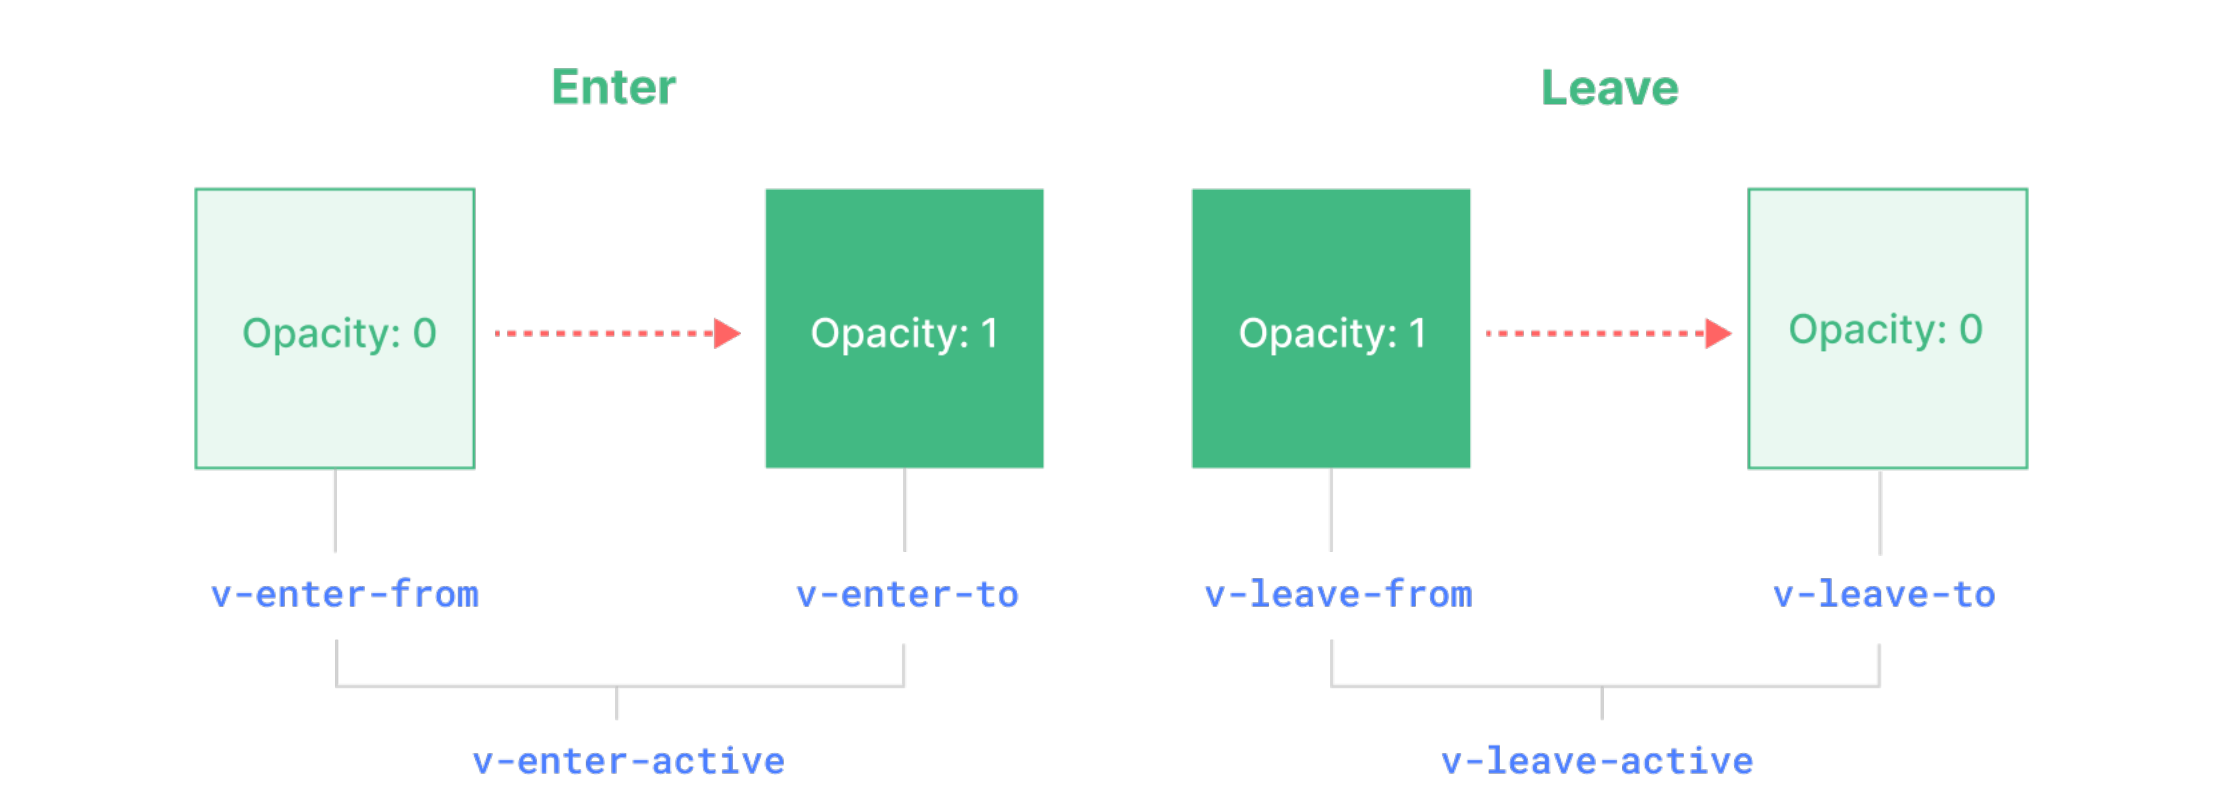 Enter
Leave
Opacity: 0
Opacity: 1
Opacity: 1
Opacity: 0
v-enter-from
v-enter-to
v-leave-from
v-leave-to
v-enter-active
v-leave-active